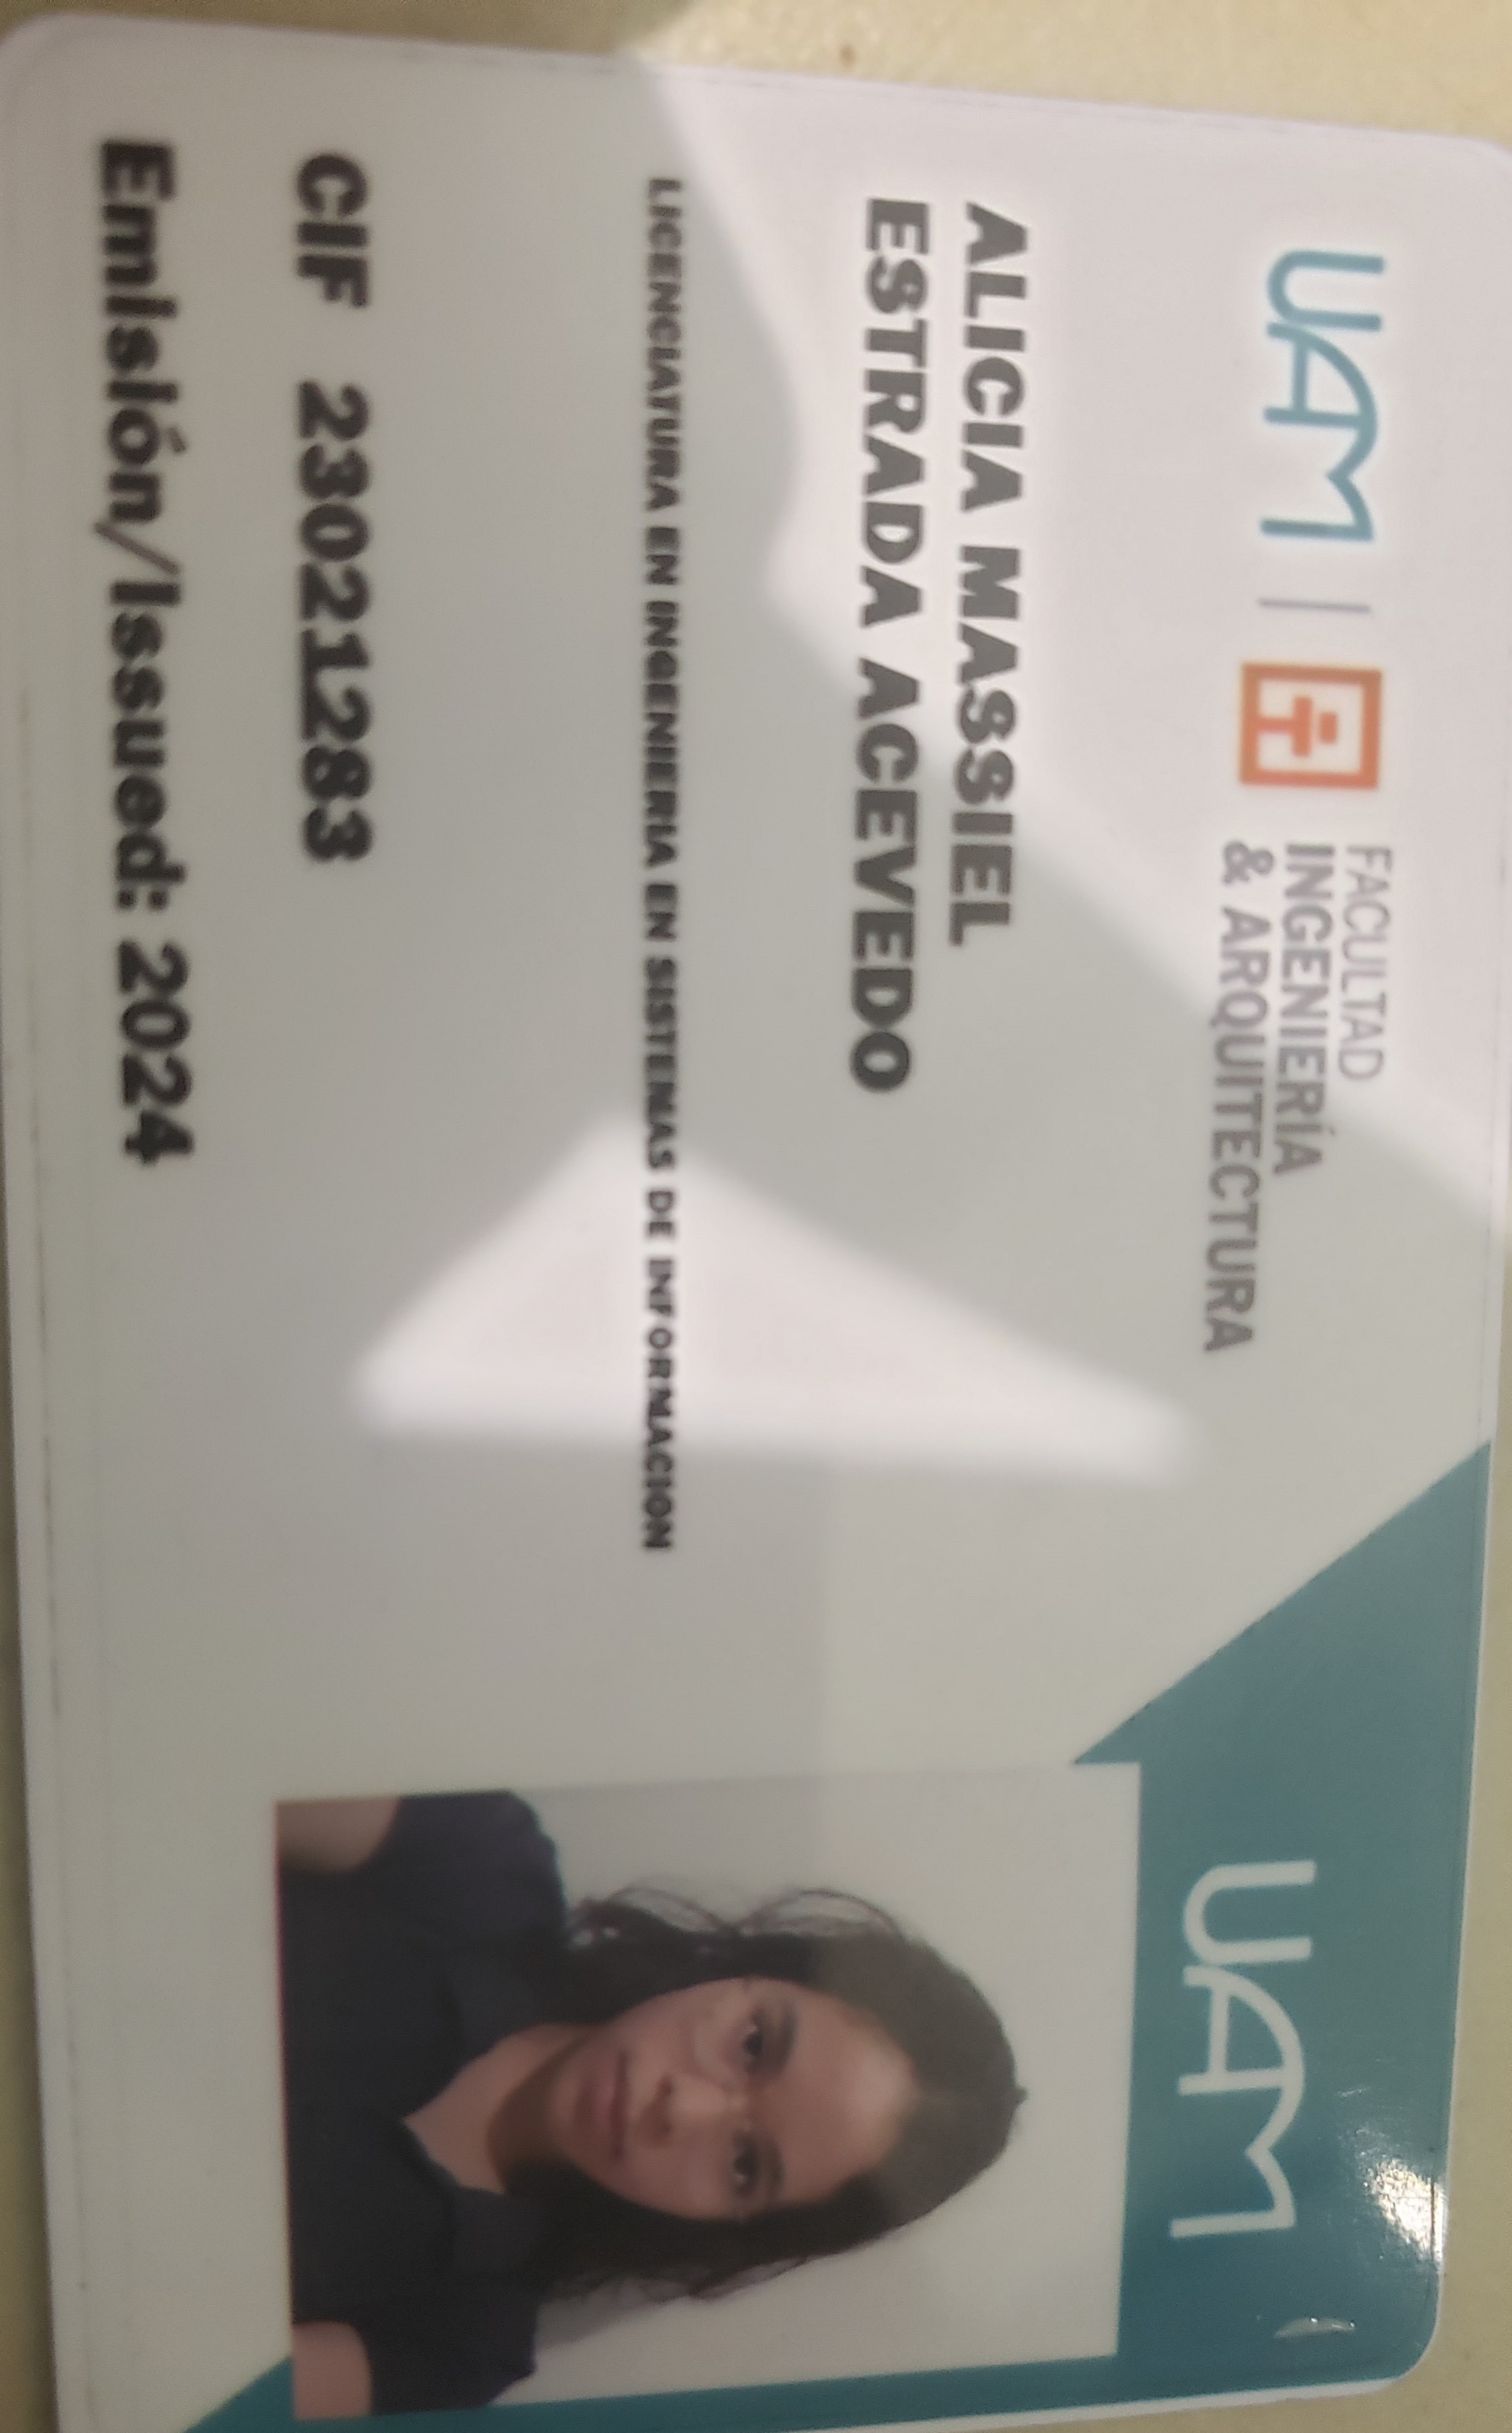 UAM
FACULTAD
INGENIERÍA
& ARQUITECTURA
UAM
ALICIA MASSIEL
ESTRADA ACEVEDO
LICENCIATURA EN INGENIERIA EN SISTEMAS DE INFORMACION
CIF 23021283
Emisión/Issued: 2024